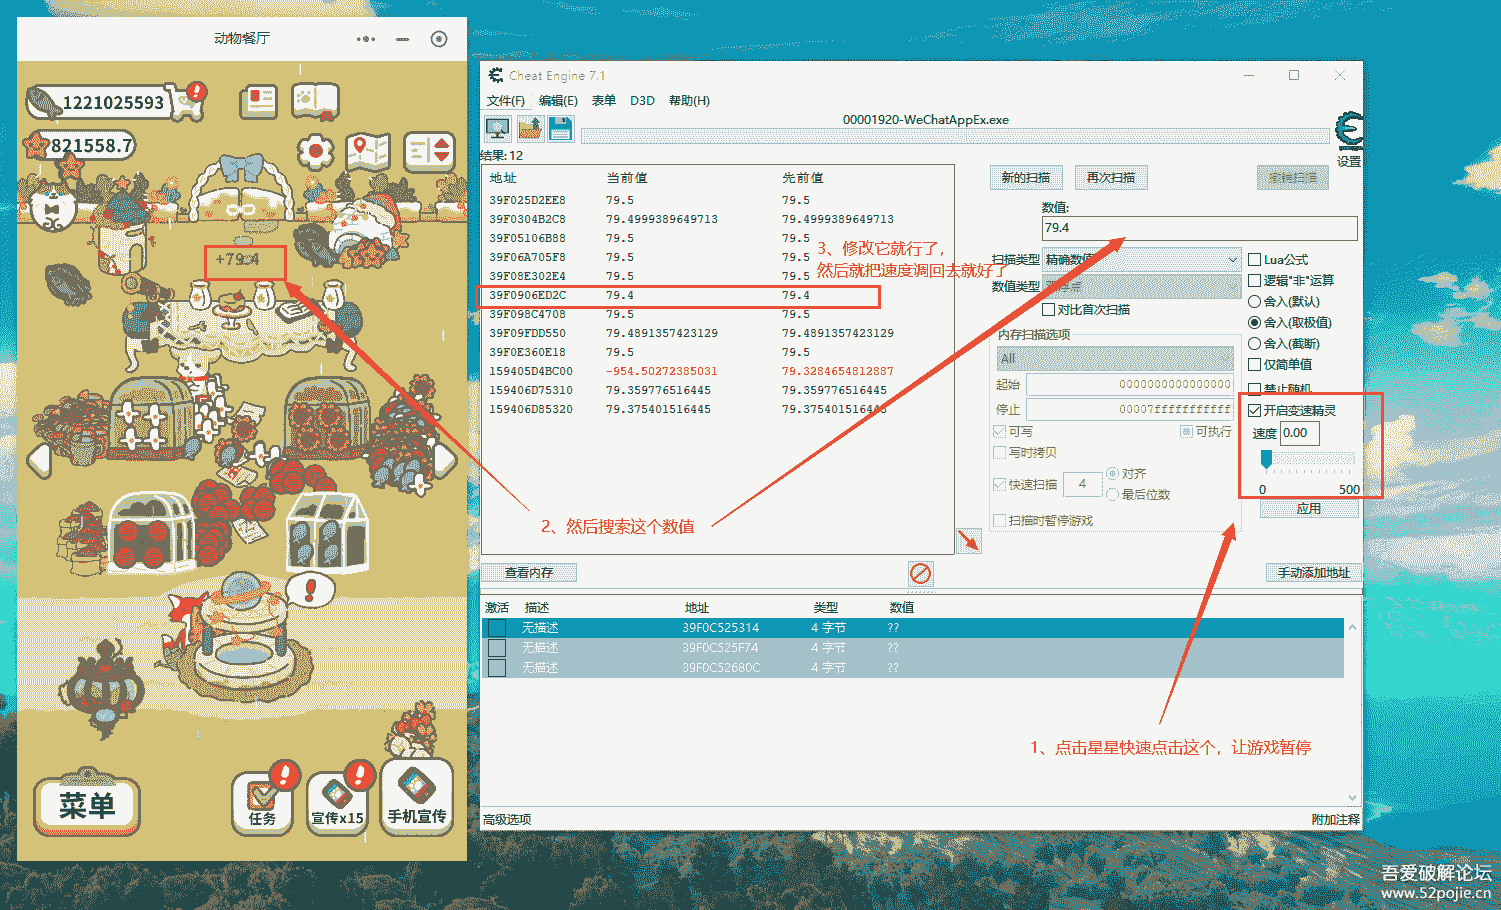 动物餐厅
1221025593
821558.7
+79.4
菜单
任务
宣传x15
手机宣传
Cheat Engine 7.1
文件(F) 编辑(E) 表单 D3D 帮助(H)
00001920-WeChatAppEx.exe
设置
结果: 12
地址 当前值 先前值
39F025D2EE8 79.5 79.5
39F0304B2C8 79.4999389649713 79.4999389649713
39F05106B88 79.5 79.5
39F06A705F8 79.5 79.5
39F08E302E4 79.5 79.5
39F0906ED2C 79.4 79.4
39F098C4708 79.5 79.5
39F09FDD550 79.4891357423129 79.4891357423129
39F0E360E18 79.5 79.5
159405D4BC00 -954.50272385031 79.3284654812887
159406D75310 79.359776516445 79.359776516445
159406D85320 79.375401516445 79.375401516445
3、修改它就行了,
然后就把速度调回去就好了
新的扫描 再次扫描 撤销扫描
数值:
79.4
扫描类型 精确数值
数值类型
对比首次扫描
Lua公式
逻辑"非"运算
舍入(默认)
舍入(取极值)
舍入(截断)
仅简单值
禁止随机
开启变速精灵
速度 0.00
0 500
应用
内存扫描选项
All
起始 0000000000000000
停止 00007fffffffffff
可写 可执行
写时拷贝
快速扫描 4 对齐
最后位数
扫描时暂停游戏
2、然后搜索这个数值
查看内存 手动添加地址
激活 描述 地址 类型 数值
无描述 39F0C525314 4 字节 ??
无描述 39F0C525F74 4 字节 ??
无描述 39F0C52680C 4 字节 ??
1、点击星星快速点击这个，让游戏暂停
高级选项 附加注释
吾爱破解论坛
www.52pojie.cn